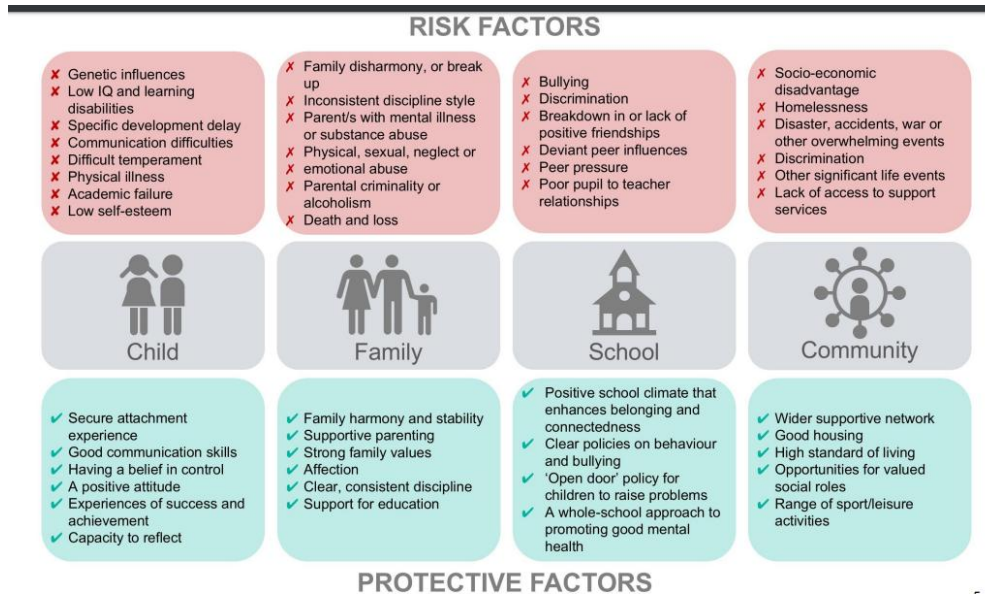 RISK FACTORS
✘ Genetic influences
✘ Low IQ and learning
disabilities
✘ Specific development delay
✘ Communication difficulties
✘ Difficult temperament
✘ Physical illness
✘ Academic failure
✘ Low self-esteem
✗ Family disharmony, or break
up
✗ Inconsistent discipline style
✗ Parent/s with mental illness
or substance abuse
✗ Physical, sexual, neglect or
✗ emotional abuse
✗ Parental criminality or
alcoholism
✗ Death and loss
✗ Bullying
✗ Discrimination
✗ Breakdown in or lack of
positive friendships
✗ Deviant peer influences
✗ Peer pressure
✗ Poor pupil to teacher
relationships
✗ Socio-economic
disadvantage
✗ Homelessness
✗ Disaster, accidents, war or
other overwhelming events
✗ Discrimination
✗ Other significant life events
✗ Lack of access to support
services
Child
Family
School
Community
✔ Secure attachment
experience
✔ Good communication skills
✔ Having a belief in control
✔ A positive attitude
✔ Experiences of success and
achievement
✔ Capacity to reflect
✔ Family harmony and stability
✔ Supportive parenting
✔ Strong family values
✔ Affection
✔ Clear, consistent discipline
✔ Support for education
✔ Positive school climate that
enhances belonging and
connectedness
✔ Clear policies on behaviour
and bullying
✔ ‘Open door’ policy for
children to raise problems
✔ A whole-school approach to
promoting good mental
health
✔ Wider supportive network
✔ Good housing
✔ High standard of living
✔ Opportunities for valued
social roles
✔ Range of sport/leisure
activities
PROTECTIVE FACTORS